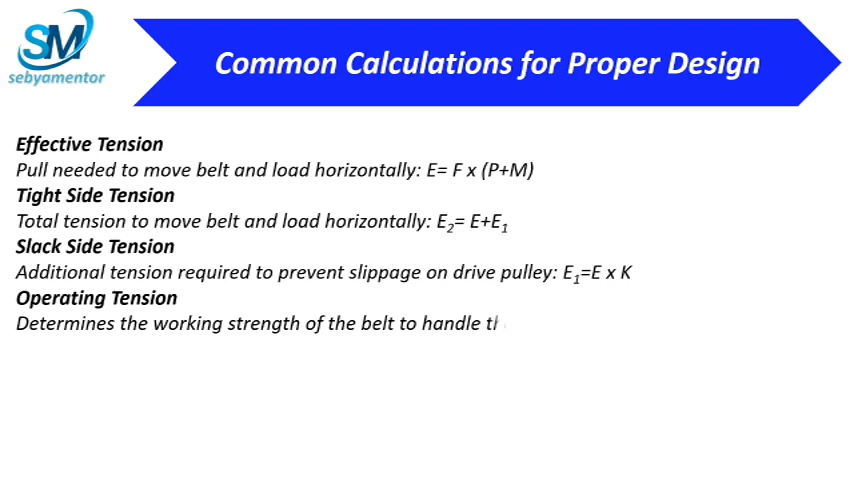 SM
sebyamentor
Common Calculations for Proper Design
Effective Tension
Pull needed to move belt and load horizontally: E= F x (P+M)
Tight Side Tension
Total tension to move belt and load horizontally: E₂= E+E₁
Slack Side Tension
Additional tension required to prevent slippage on drive pulley: E₁=E x K
Operating Tension
Determines the working strength of the belt to handle